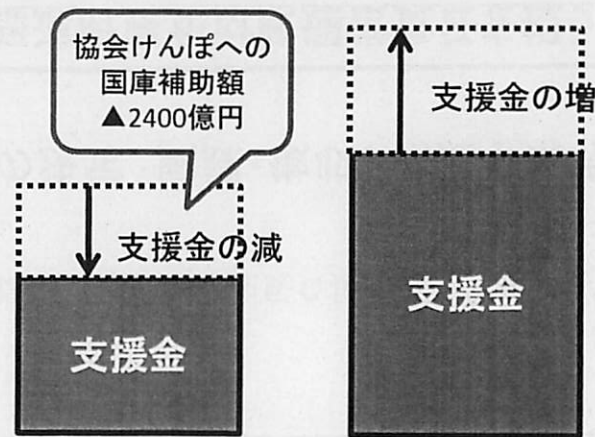 協会けんぽへの
国庫補助額
▲2400億円
支援金の減
支援金
支援金の増
支援金